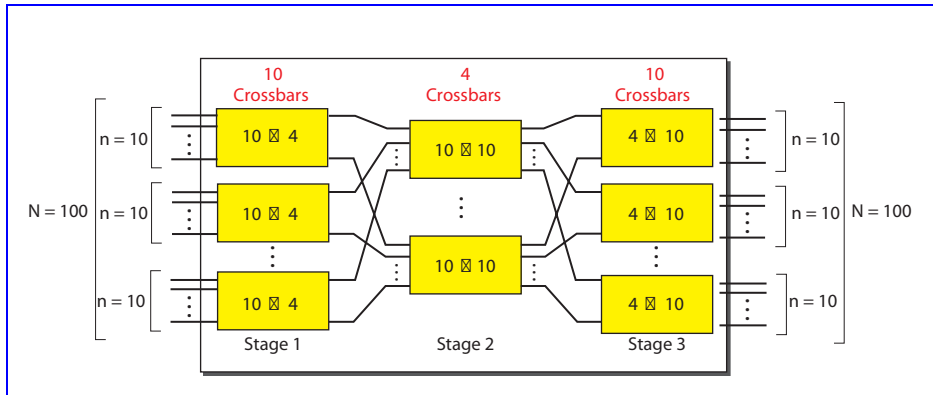 10 Crossbars
4 Crossbars
10 Crossbars
n = 10
10 4
10 10
4 10
n = 10
N = 100
n = 10
10 4
4 10
n = 10
N = 100
10 10
n = 10
10 4
4 10
n = 10
Stage 1
Stage 2
Stage 3